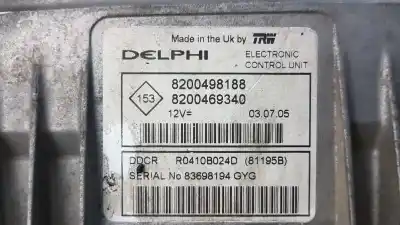 Made in the Uk by TRW
DELPHI ELECTRONIC CONTROL UNIT
153
8200498188
8200469340
12V= 03.07.05
DDCR R0410B024D (81195B)
SERIAL No 83698194 GYG